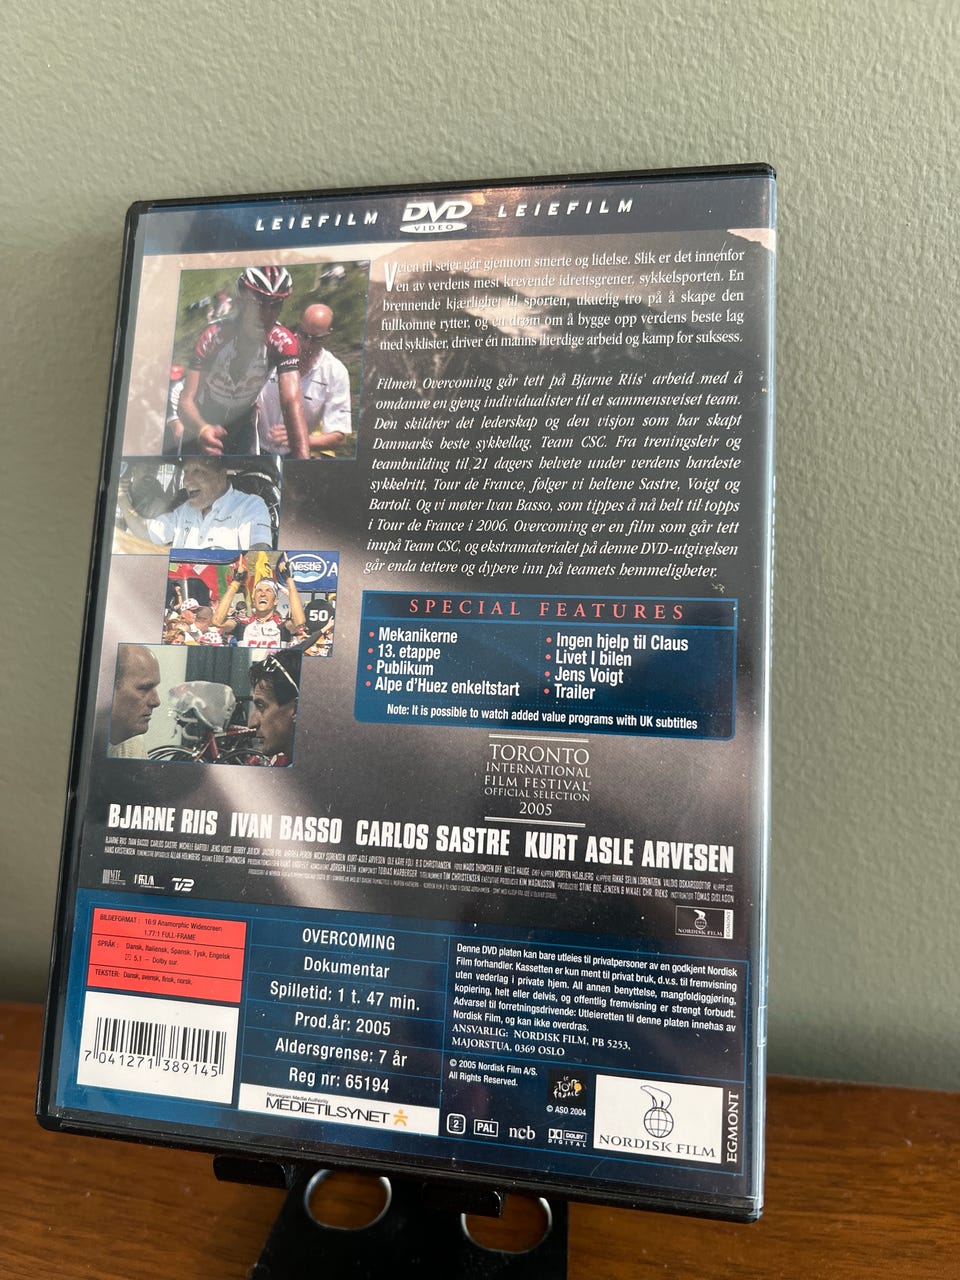 LEIEFILM DVD VIDEO LEIEFILM
Veien til seier går gjennom smerte og lidelse. Slik er det innenfor
en av verdens mest krevende idrettsgrener, sykkelsporten. En
brennende kjærlighet til sporten, ukuelig tro på å skape den
fullkomne rytter, og en drøm om å bygge opp verdens beste lag
med syklister, driver én manns iherdige arbeid og kamp for suksess.
Filmen Overcoming går tett på Bjarne Riis' arbeid med å
omdanne en gjeng individualister til et sammensveiset team.
Den skildrer det lederskap og den visjon som har skapt
Danmarks beste sykkellag, Team CSC. Fra treningsleir og
teambuilding til 21 dagers helvete under verdens hardeste
sykkelritt, Tour de France, følger vi heltene Sastre, Voigt og
Bartoli. Og vi møter Ivan Basso, som tippes å nå helt til topps
i Tour de France i 2006. Overcoming er en film som går tett
innpå Team CSC, og ekstramaterialet på denne DVD-utgivelsen
går enda tettere og dypere inn på teamets hemmeligheter.
Nestlé
50
SPECIAL FEATURES
• Mekanikerne
• 13. etappe
• Publikum
• Alpe d'Huez enkeltstart
• Ingen hjelp til Claus
• Livet I bilen
• Jens Voigt
• Trailer
Note: It is possible to watch added value programs with UK subtitles
TORONTO
INTERNATIONAL
FILM FESTIVAL
OFFICIAL SELECTION
2005
BJARNE RIIS IVAN BASSO CARLOS SASTRE KURT ASLE ARVESEN
TV2
NORDISK FILM
EGMONT
BILDEFORMAT: 16:9 Anamorphic Widescreen
1.77:1 FULL-FRAME
SPRÅK: Dansk, Italiensk, Spansk, Tysk, Engelsk
5.1 – Dolby sur.
TEKSTER: Dansk, svensk, finsk, norsk.
7 041271 389145
OVERCOMING
Dokumentar
Spilletid: 1 t. 47 min.
Prod.år: 2005
Aldersgrense: 7 år
Reg nr: 65194
Norwegian Media Authority
MEDIETILSYNET
Denne DVD platen kan bare utleies til privatpersoner av en godkjent Nordisk
Film forhandler. Kassetten er kun ment til privat bruk, d.v.s. til fremvisning
uten vederlag i private hjem. All annen benyttelse, mangfoldiggjøring,
kopiering, helt eller delvis, og offentlig fremvisning er strengt forbudt.
Advarsel til forretningsdrivende: Utleieretten til denne platen innehas av
Nordisk Film, og kan ikke overdras.
ANSVARLIG: NORDISK FILM, PB 5253,
MAJORSTUA, 0369 OSLO
© 2005 Nordisk Film A/S.
All Rights Reserved.
le Tour de france
© ASO 2004
2 PAL ncb DOLBY DIGITAL
NORDISK FILM
EGMONT